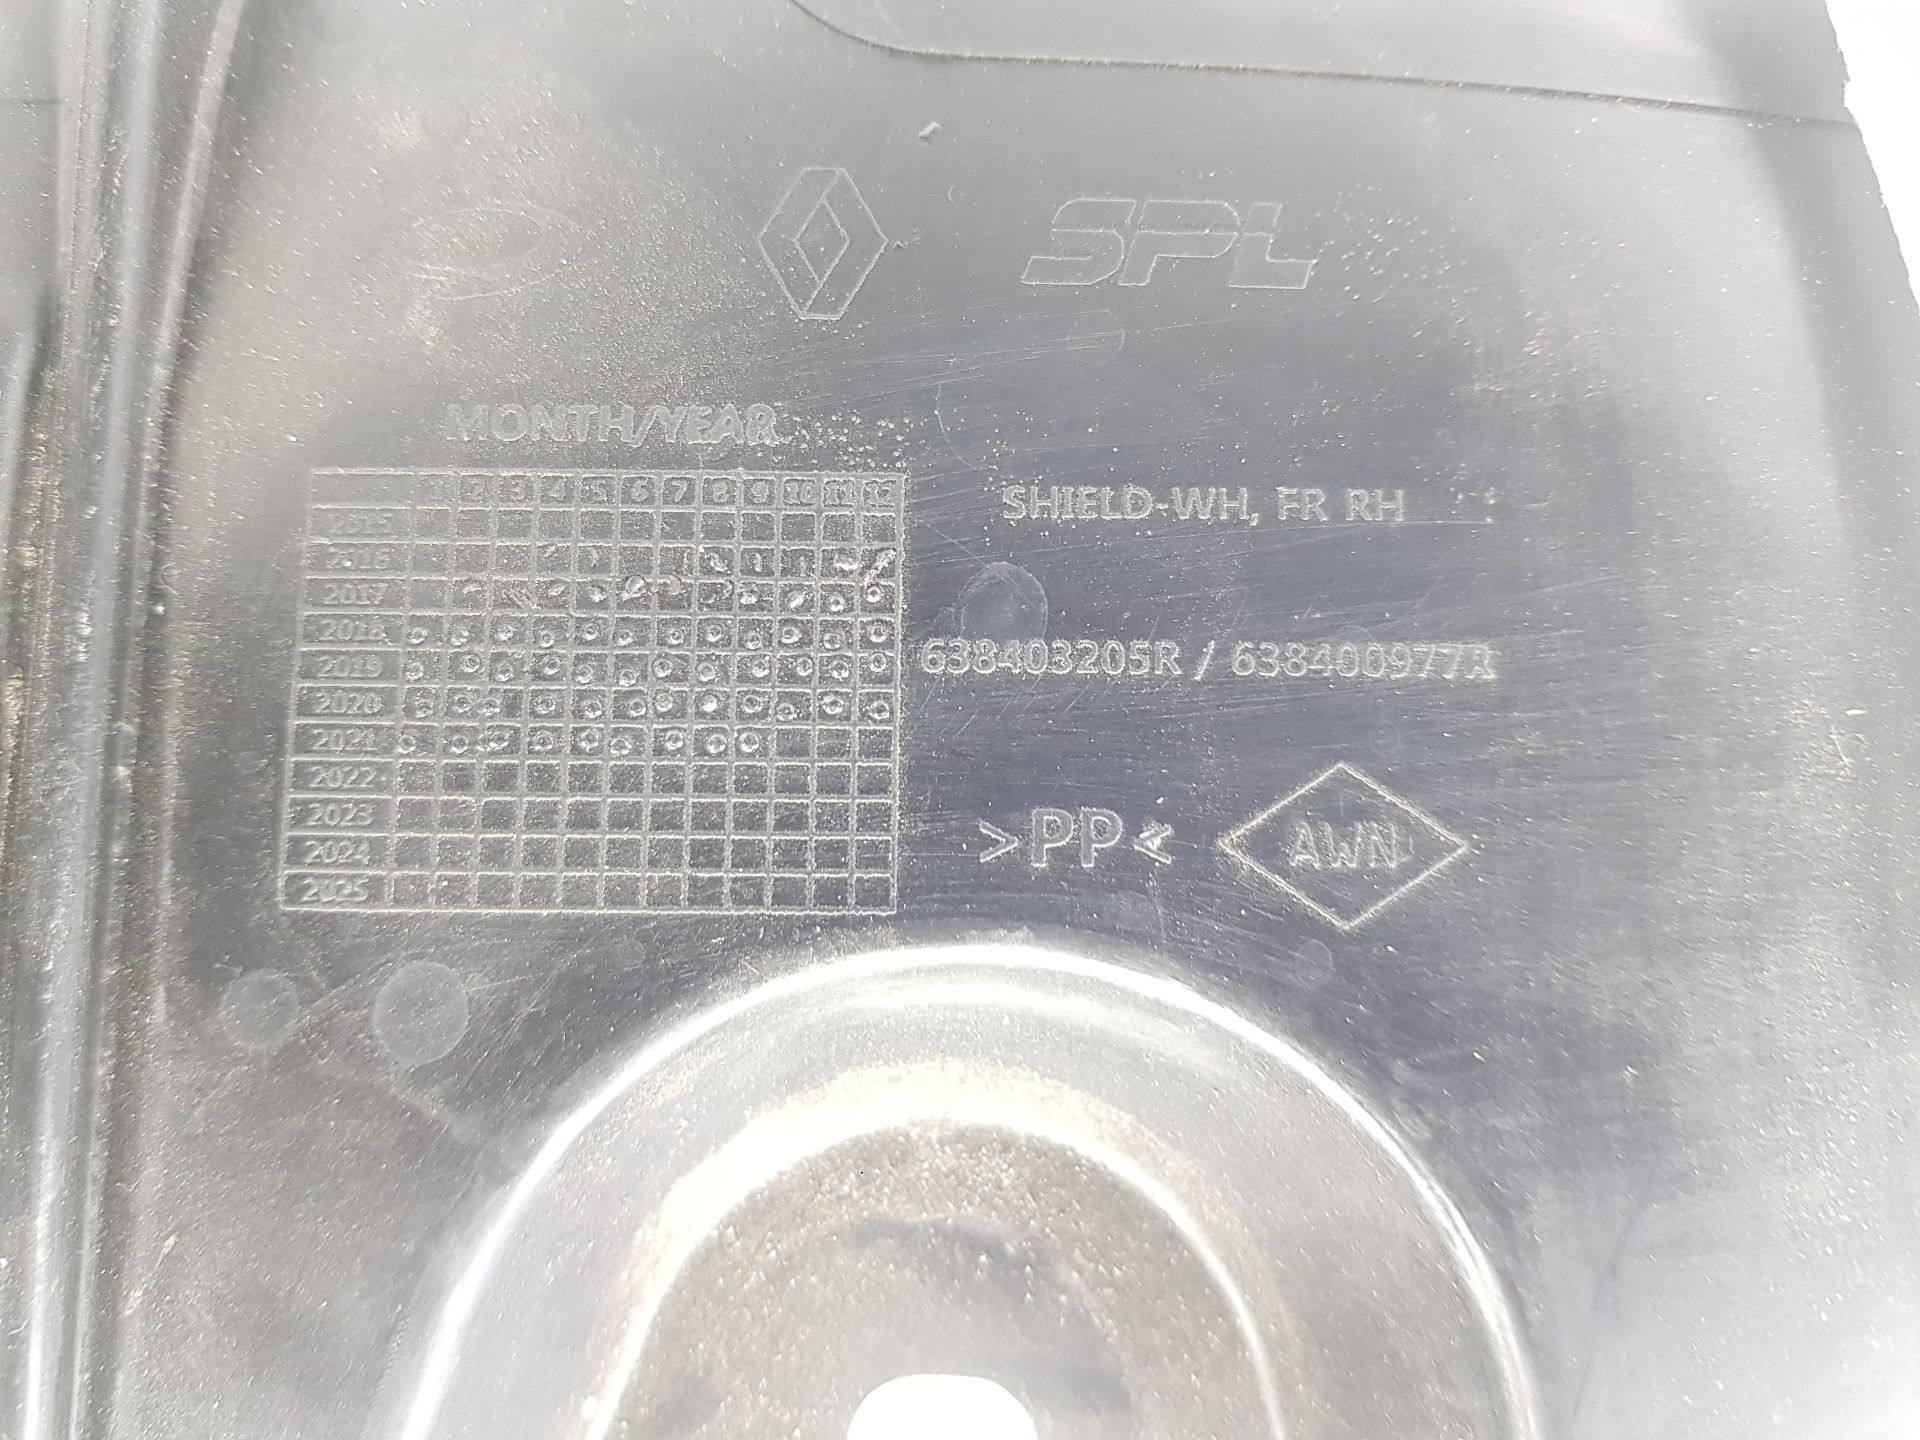 SPL
MONTH/YEAR
1 2 3 4 5 6 7 8 9 10 11 12
2015
2016
2017
2018
2019
2020
2021
2022
2023
2024
2025
SHIELD-WH, FR RH
638403205R / 638400977R
>PP<
AWN